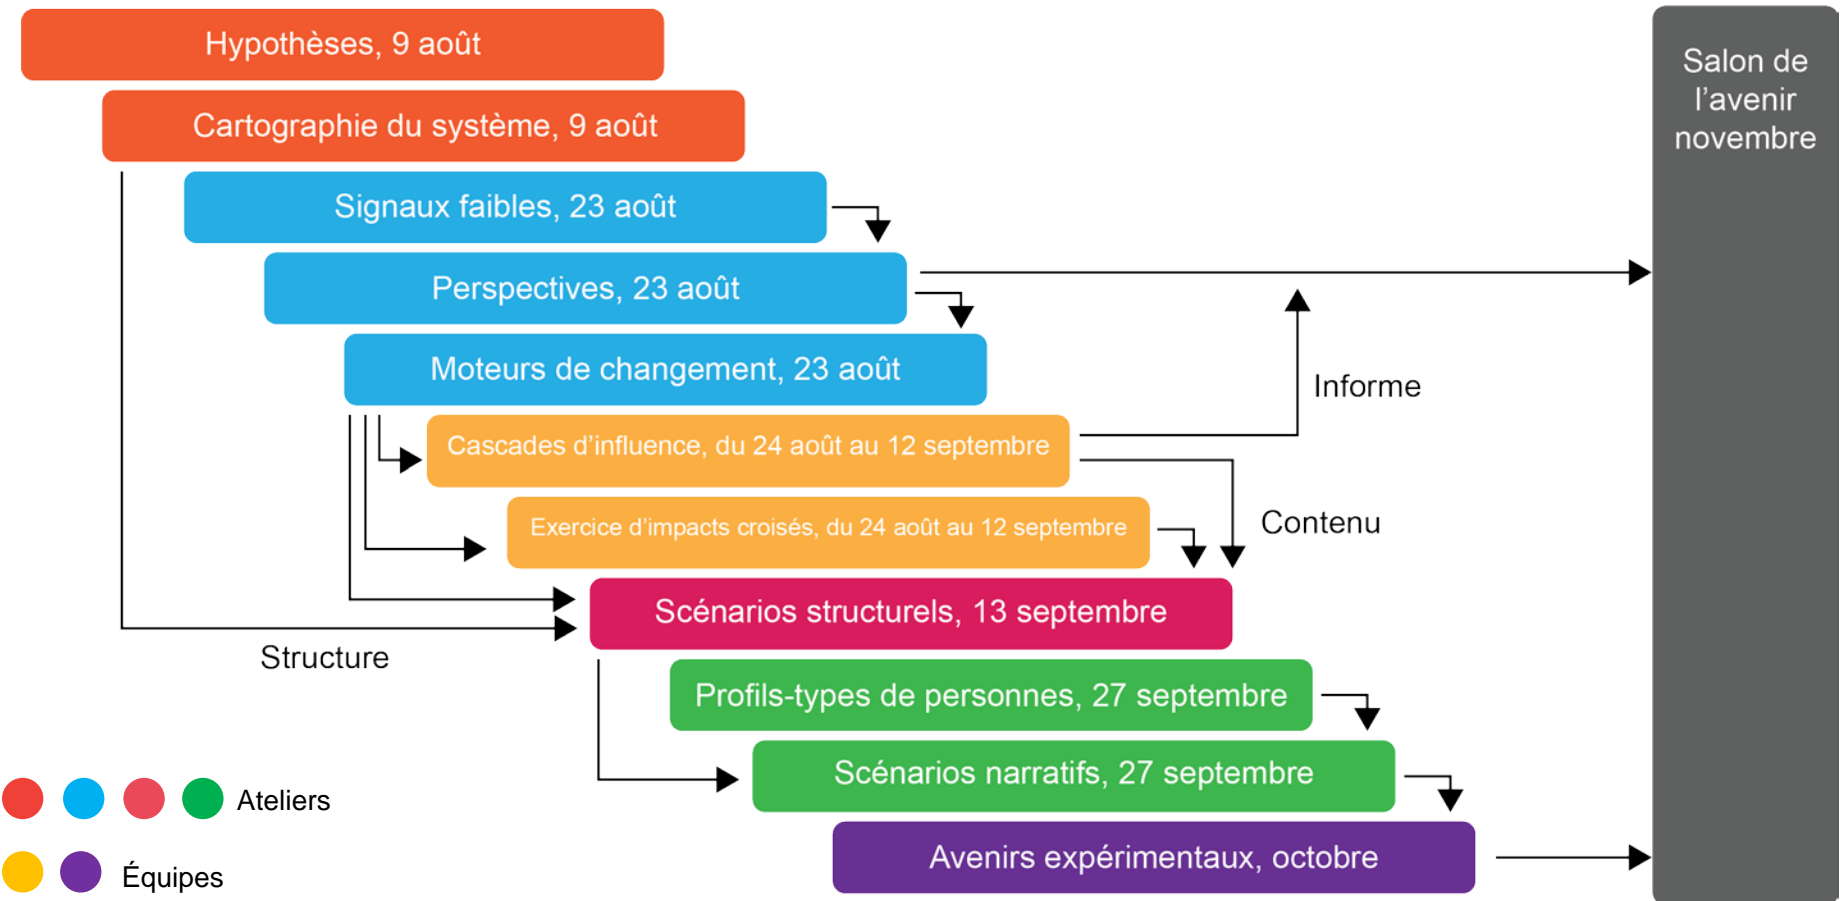 Hypothèses, 9 août
Cartographie du système, 9 août
Signaux faibles, 23 août
Perspectives, 23 août
Moteurs de changement, 23 août
Cascades d'influence, du 24 août au 12 septembre
Exercice d'impacts croisés, du 24 août au 12 septembre
Scénarios structurels, 13 septembre
Profils-types de personnes, 27 septembre
Scénarios narratifs, 27 septembre
Avenirs expérimentaux, octobre
Salon de
l'avenir
novembre
Informe
Contenu
Structure
Ateliers
Équipes